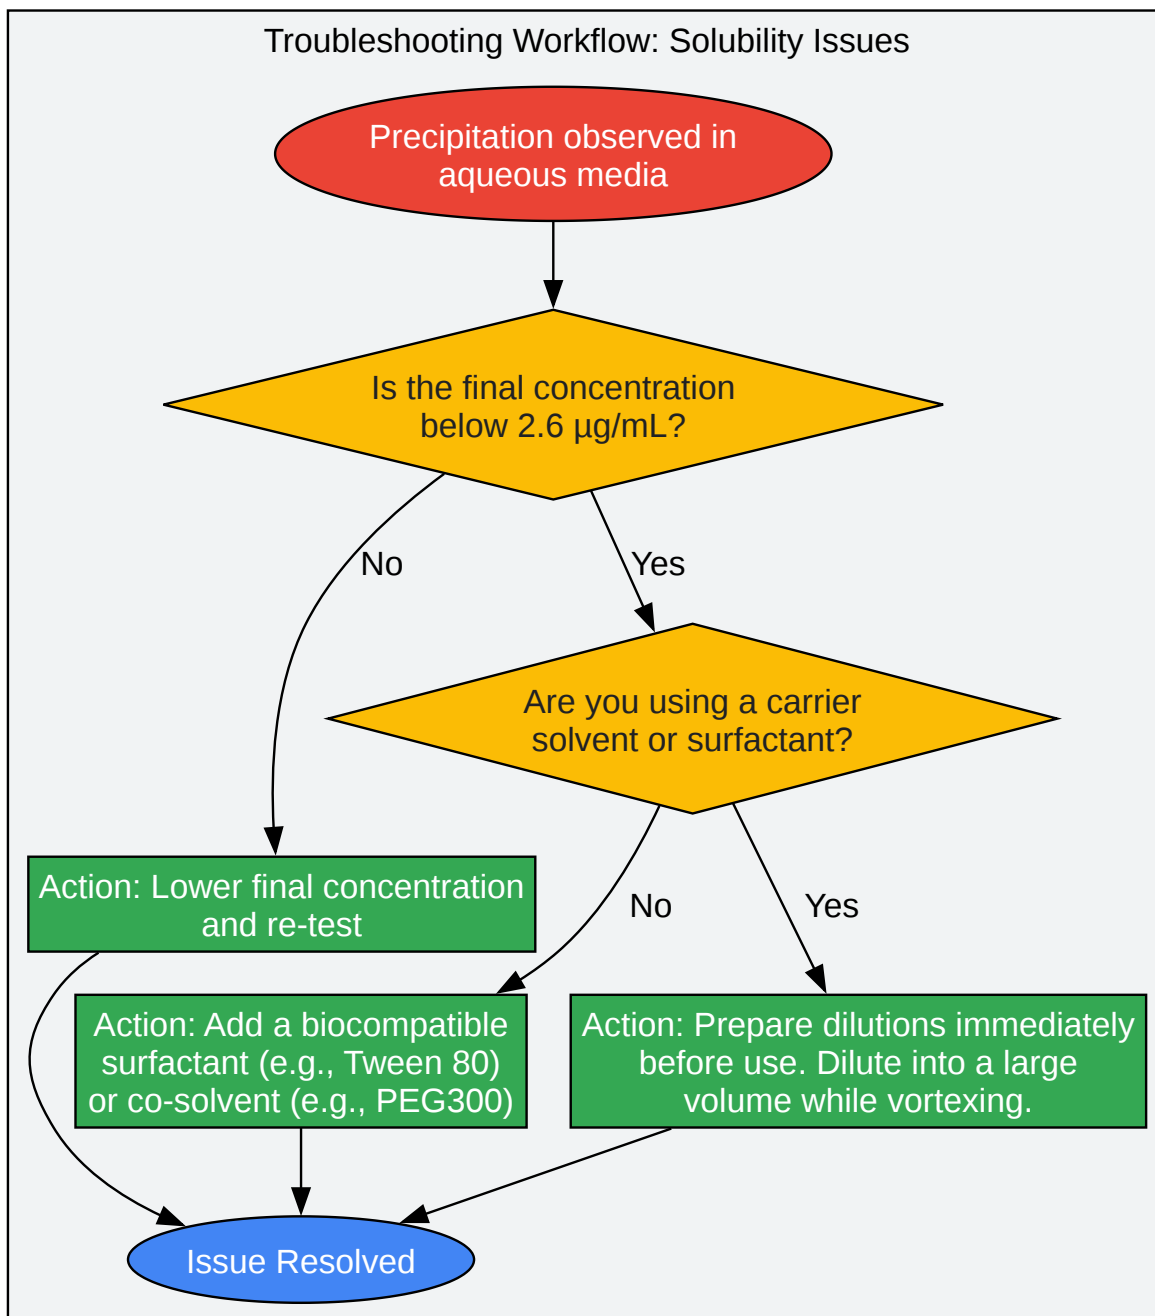 Troubleshooting Workflow: Solubility Issues
Precipitation observed in
aqueous media
Is the final concentration
below 2.6 µg/mL?
No
Yes
Are you using a carrier
solvent or surfactant?
Action: Lower final concentration
and re-test
No
Yes
Action: Add a biocompatible
surfactant (e.g., Tween 80)
or co-solvent (e.g., PEG300)
Action: Prepare dilutions immediately
before use. Dilute into a large
volume while vortexing.
Issue Resolved